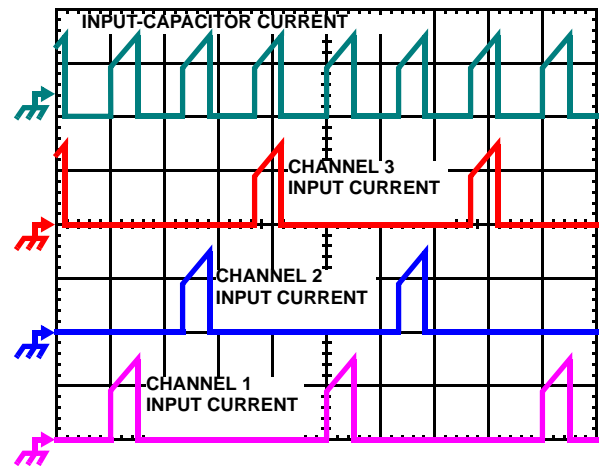 INPUT-CAPACITOR CURRENT
CHANNEL 3
INPUT CURRENT
CHANNEL 2
INPUT CURRENT
CHANNEL 1
INPUT CURRENT